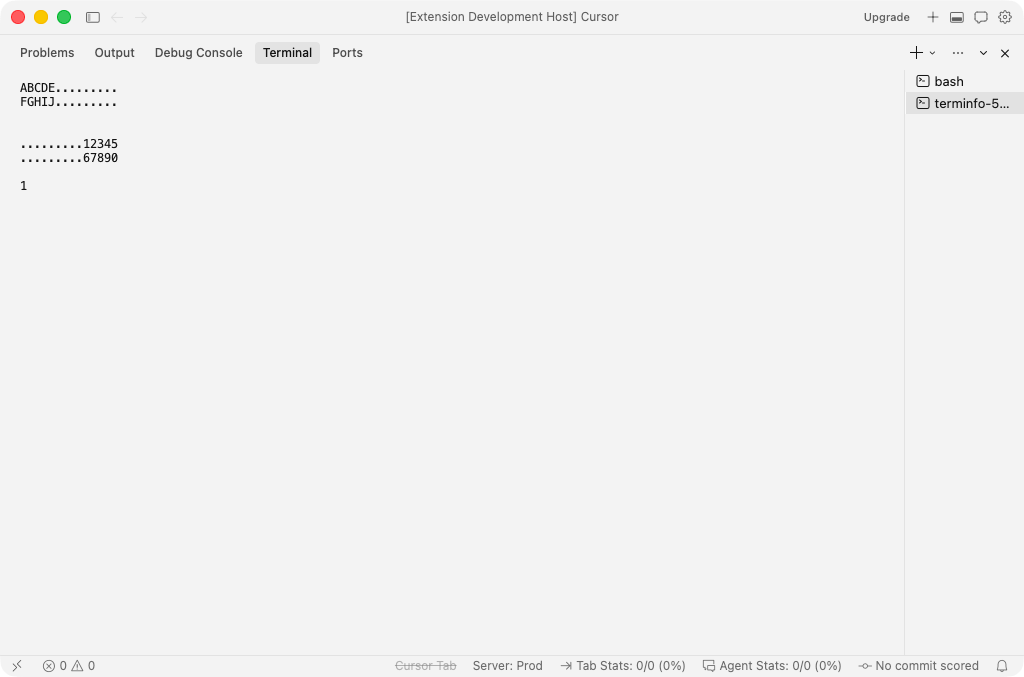 [Extension Development Host] Cursor
Upgrade
Problems Output Debug Console Terminal Ports
ABCDE.........
FGHIJ.........
.........12345
.........67890
1
bash
terminfo-5...
0 0 Cursor Tab Server: Prod Tab Stats: 0/0 (0%) Agent Stats: 0/0 (0%) No commit scored